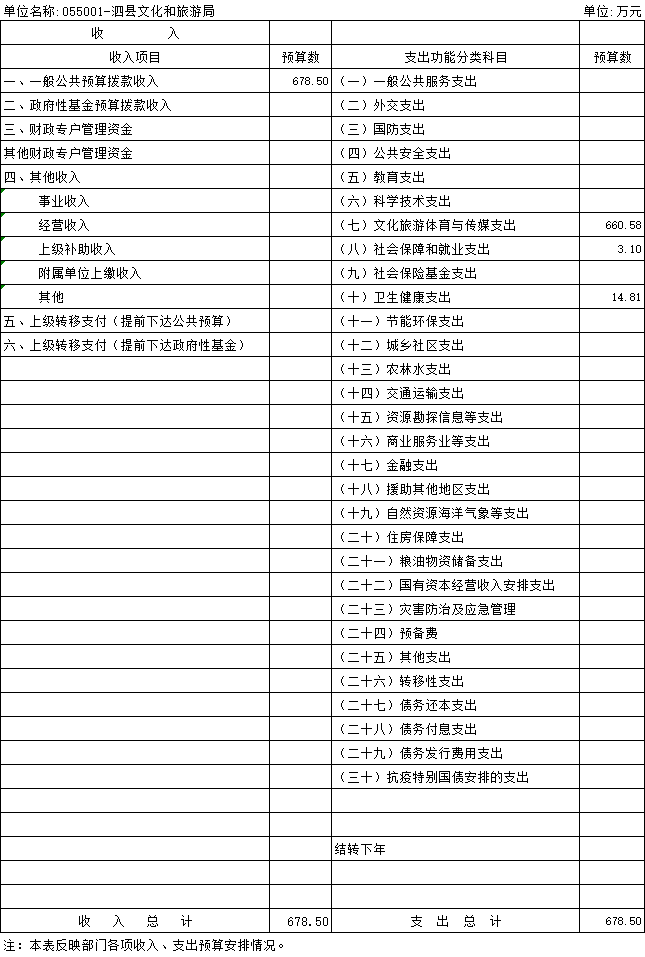 单位名称:055001-泗县文化和旅游局 单位:万元
收 入
收入项目 预算数 支出功能分类科目 预算数
一、一般公共预算拨款收入 678.50 （一）一般公共服务支出
二、政府性基金预算拨款收入 （二）外交支出
三、财政专户管理资金 （三）国防支出
其他财政专户管理资金 （四）公共安全支出
四、其他收入 （五）教育支出
事业收入 （六）科学技术支出
经营收入 （七）文化旅游体育与传媒支出 660.58
上级补助收入 （八）社会保障和就业支出 3.10
附属单位上缴收入 （九）社会保险基金支出
其他 （十）卫生健康支出 14.81
五、上级转移支付（提前下达公共预算） （十一）节能环保支出
六、上级转移支付（提前下达政府性基金） （十二）城乡社区支出
（十三）农林水支出
（十四）交通运输支出
（十五）资源勘探信息等支出
（十六）商业服务业等支出
（十七）金融支出
（十八）援助其他地区支出
（十九）自然资源海洋气象等支出
（二十）住房保障支出
（二十一）粮油物资储备支出
（二十二）国有资本经营收入安排支出
（二十三）灾害防治及应急管理
（二十四）预备费
（二十五）其他支出
（二十六）转移性支出
（二十七）债务还本支出
（二十八）债务付息支出
（二十九）债务发行费用支出
（三十）抗疫特别国债安排的支出
结转下年
收 入 总 计 678.50 支 出 总 计 678.50
注：本表反映部门各项收入、支出预算安排情况。